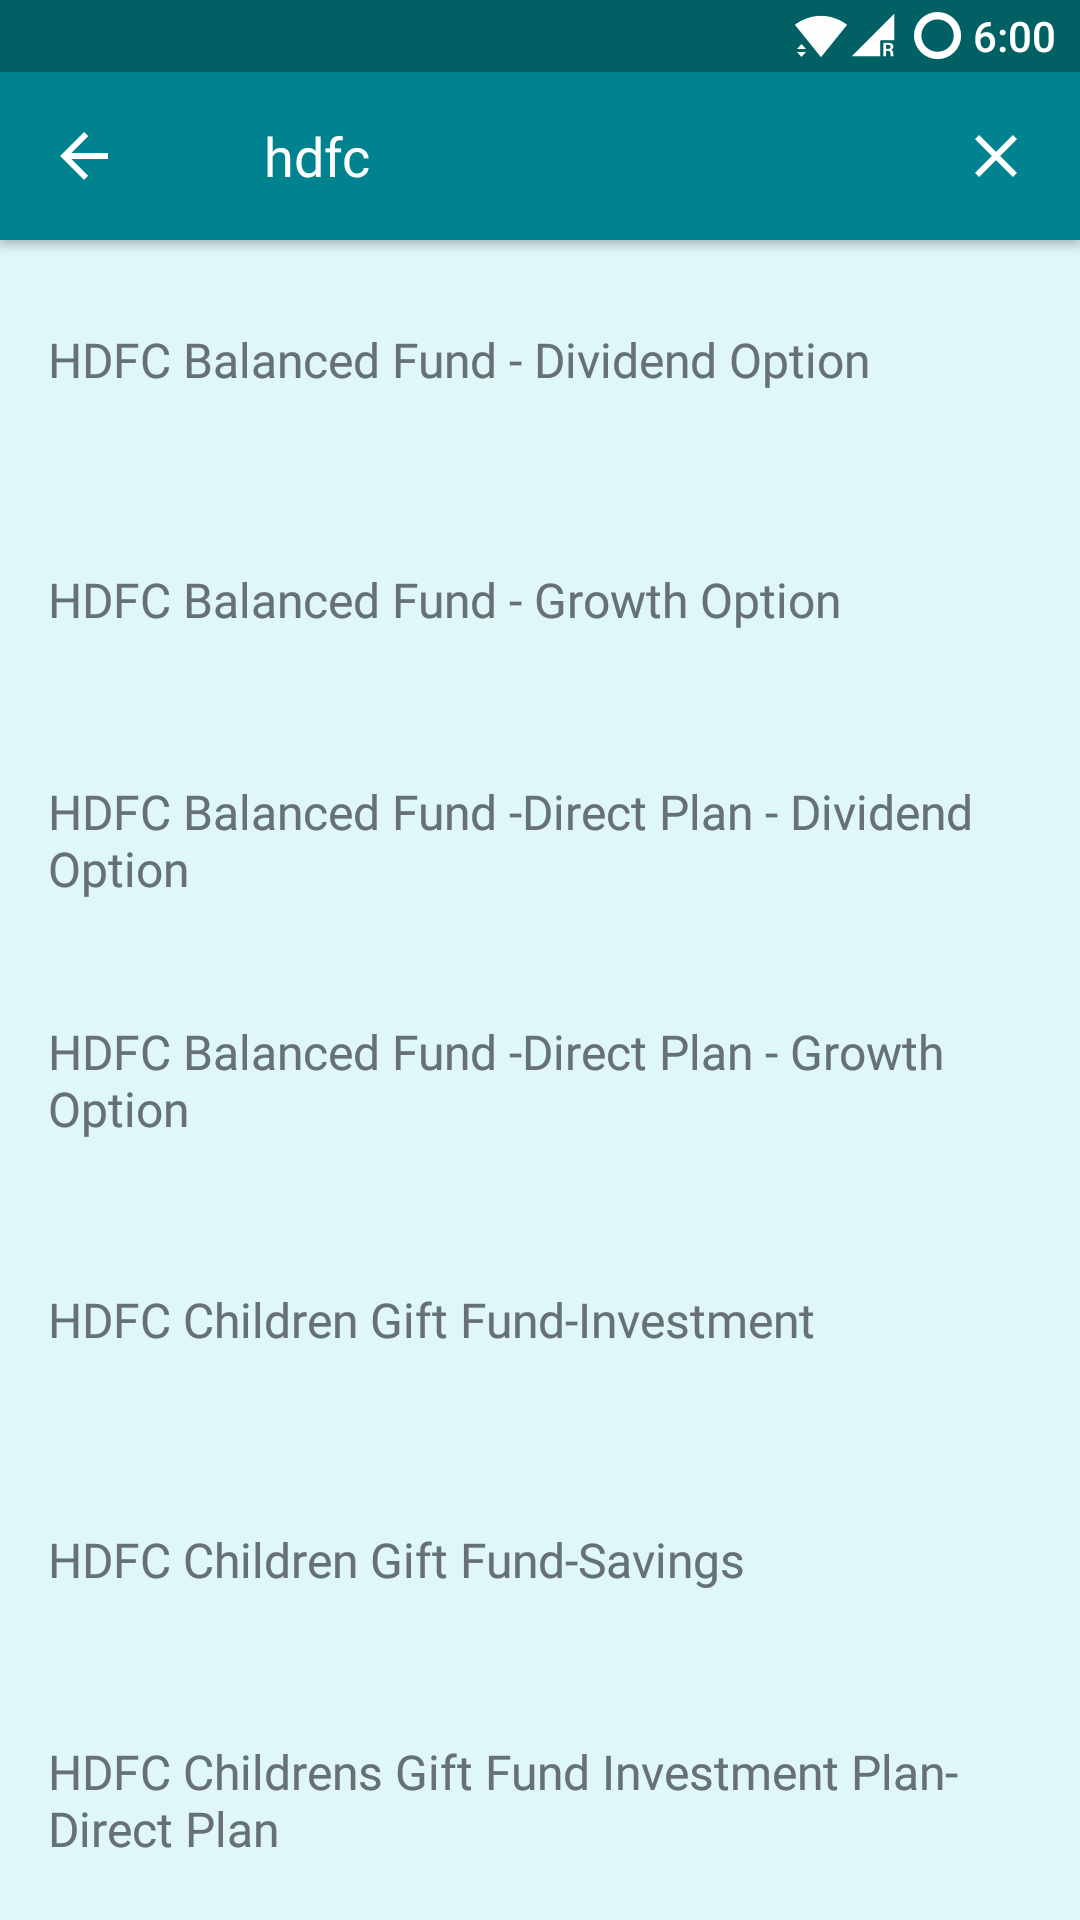 6:00
hdfc
HDFC Balanced Fund - Dividend Option
HDFC Balanced Fund - Growth Option
HDFC Balanced Fund -Direct Plan - Dividend
Option
HDFC Balanced Fund -Direct Plan - Growth
Option
HDFC Children Gift Fund-Investment
HDFC Children Gift Fund-Savings
HDFC Childrens Gift Fund Investment Plan-
Direct Plan